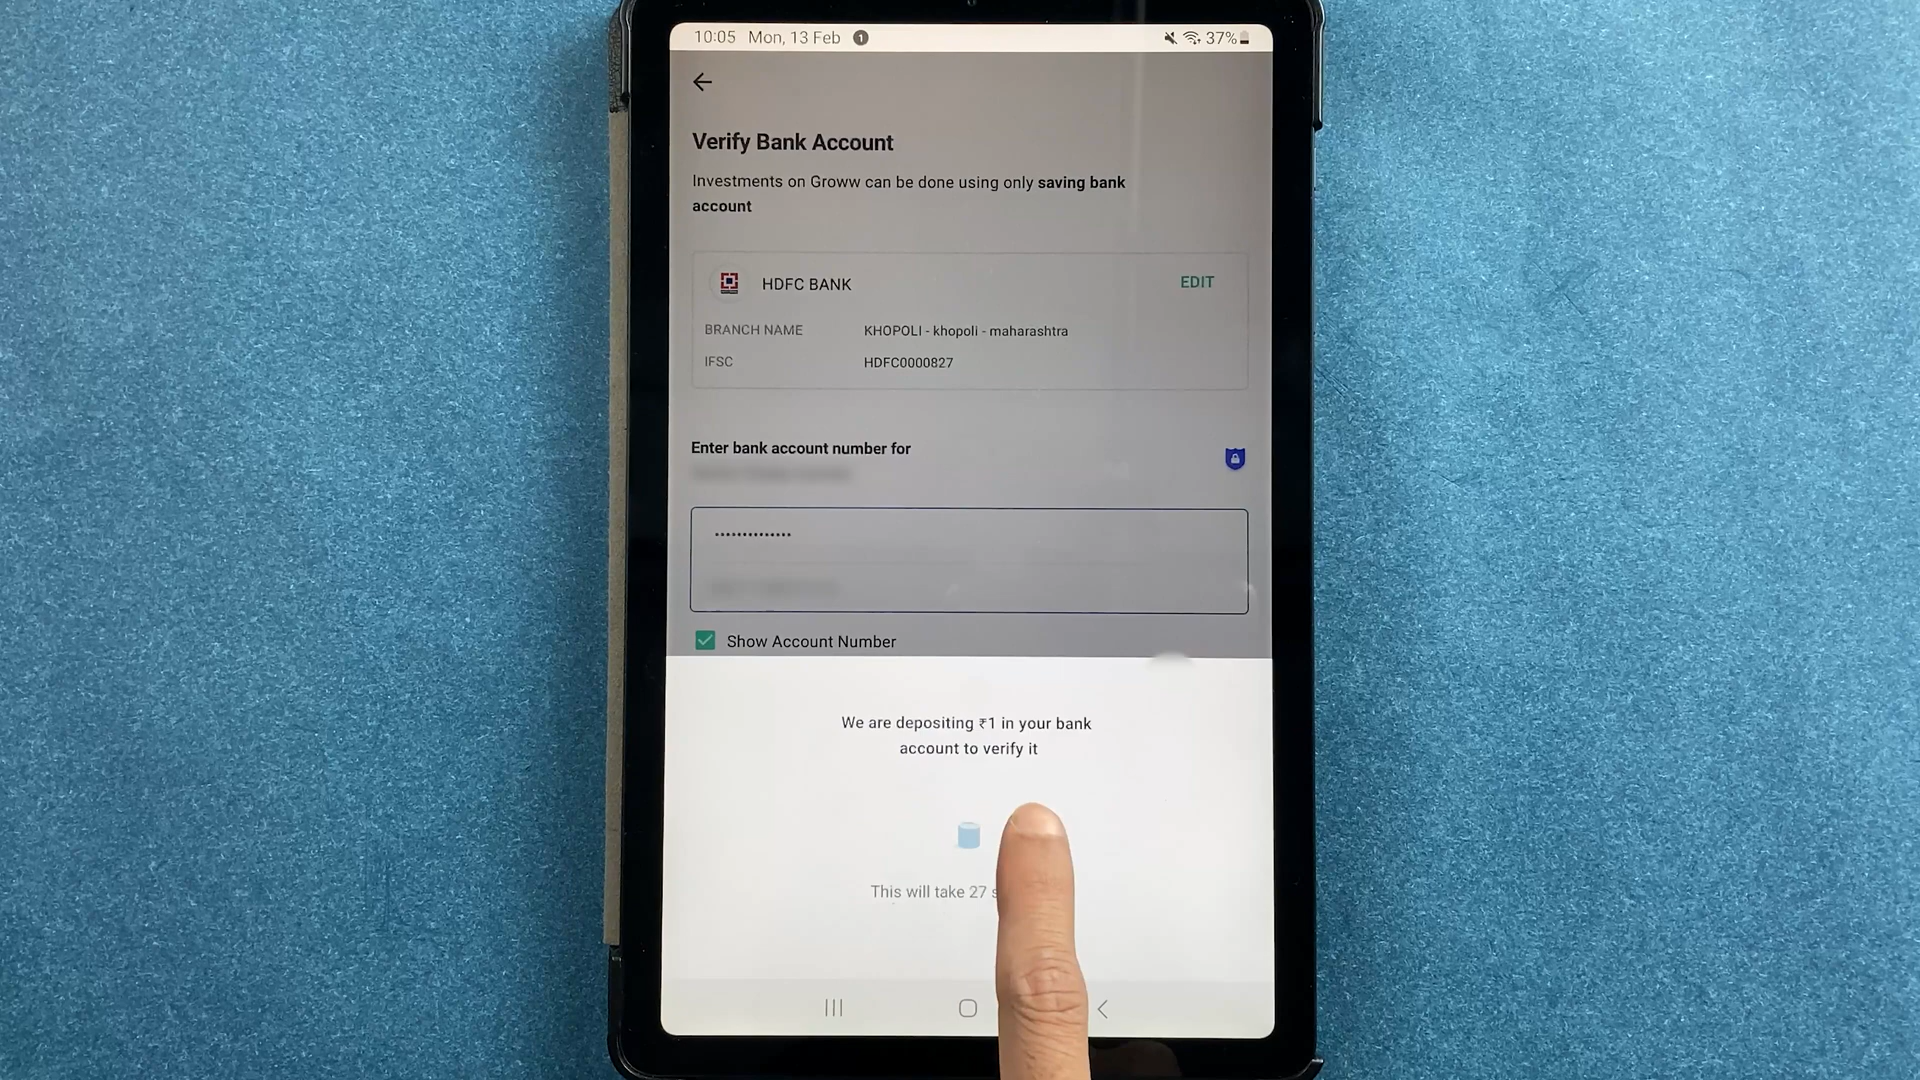 10:05 Mon, 13 Feb 1 37%
Verify Bank Account
Investments on Groww can be done using only saving bank
account
HDFC BANK EDIT
BRANCH NAME KHOPOLI - khopoli - maharashtra
IFSC HDFC0000827
Enter bank account number for
••••••••••••••
Show Account Number
We are depositing ₹1 in your bank
account to verify it
This will take 27 s